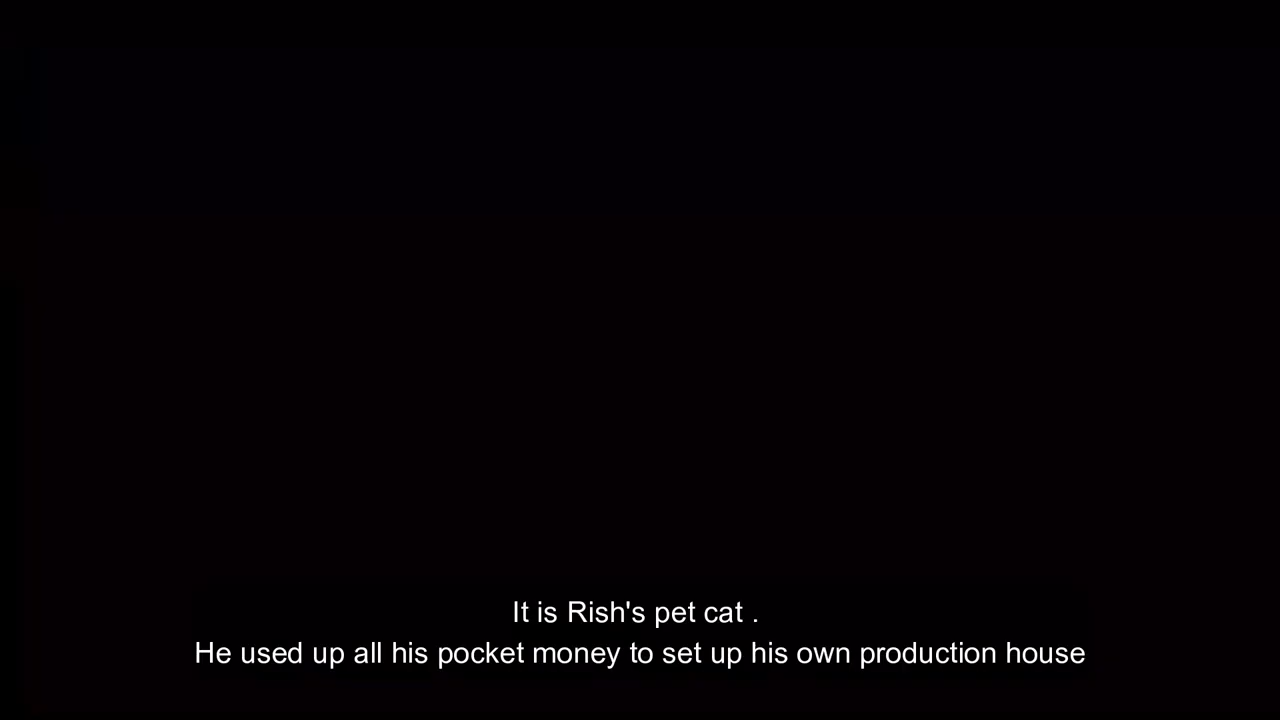 It is Rish's pet cat .
He used up all his pocket money to set up his own production house